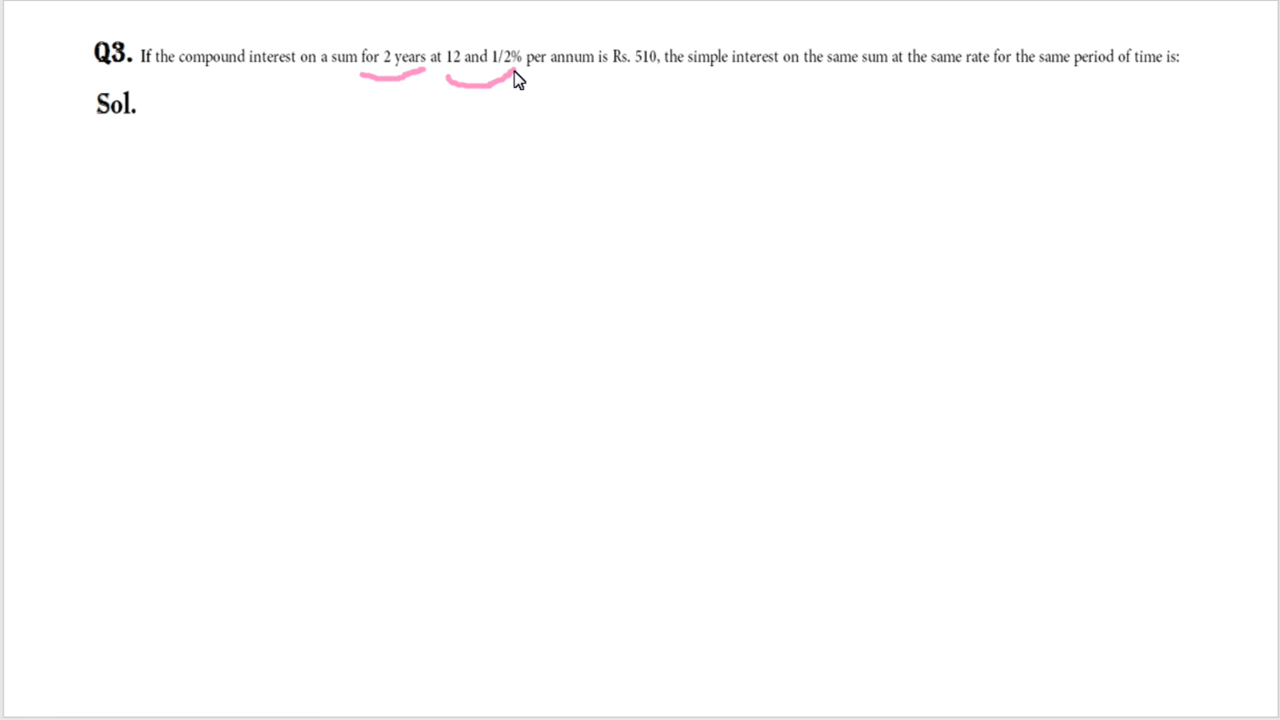 Q3. If the compound interest on a sum for 2 years at 12 and 1/2% per annum is Rs. 510, the simple interest on the same sum at the same rate for the same period of time is:
Sol.